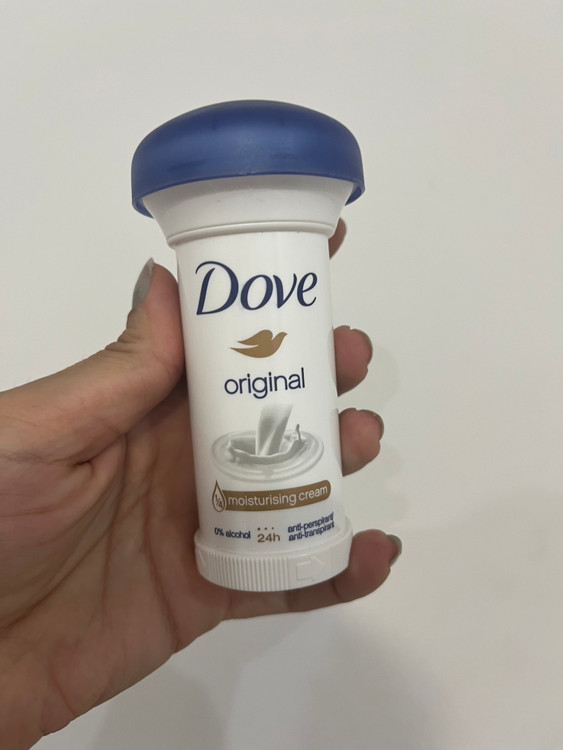 Dove
original
1/4 moisturising cream
0% alcohol
24h
anti-perspirant
anti-transpirant